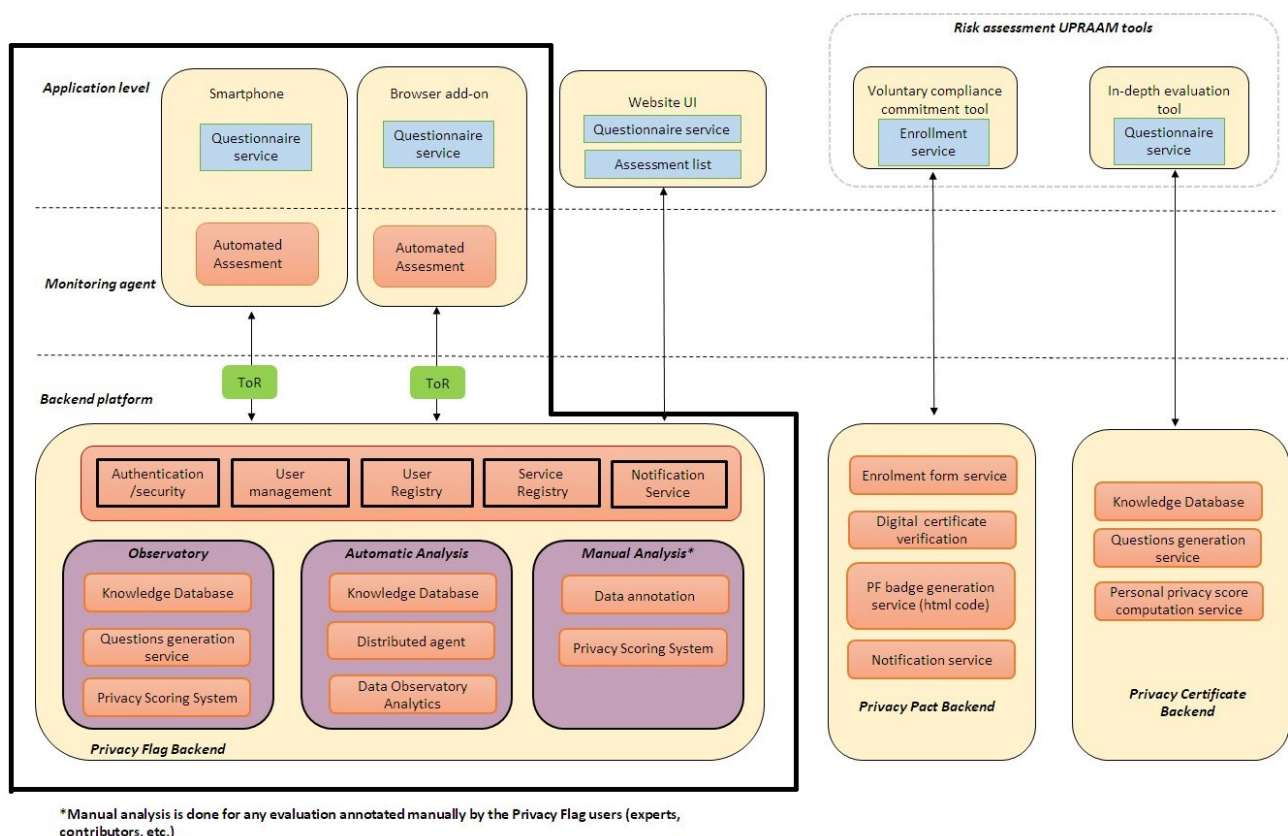 Risk assessment UPRAAM tools
Application level
Smartphone
Questionnaire
service
Browser add-on
Questionnaire
service
Website UI
Questionnaire service
Assessment list
Voluntary compliance
commitment tool
Enrollment
service
In-depth evaluation
tool
Questionnaire
service
Monitoring agent
Automated
Assesment
Automated
Assesment
Backend platform
ToR
ToR
Authentication
/security
User
management
User
Registry
Service
Registry
Notification
Service
Observatory
Knowledge Database
Questions generation
service
Privacy Scoring System
Automatic Analysis
Knowledge Database
Distributed agent
Data Observatory
Analytics
Manual Analysis*
Data annotation
Privacy Scoring System
Privacy Flag Backend
Enrolment form service
Digital certificate
verification
PF badge generation
service (html code)
Notification service
Privacy Pact Backend
Knowledge Database
Questions generation
service
Personal privacy score
computation service
Privacy Certificate
Backend
*Manual analysis is done for any evaluation annotated manually by the Privacy Flag users (experts,
contributors, etc.)